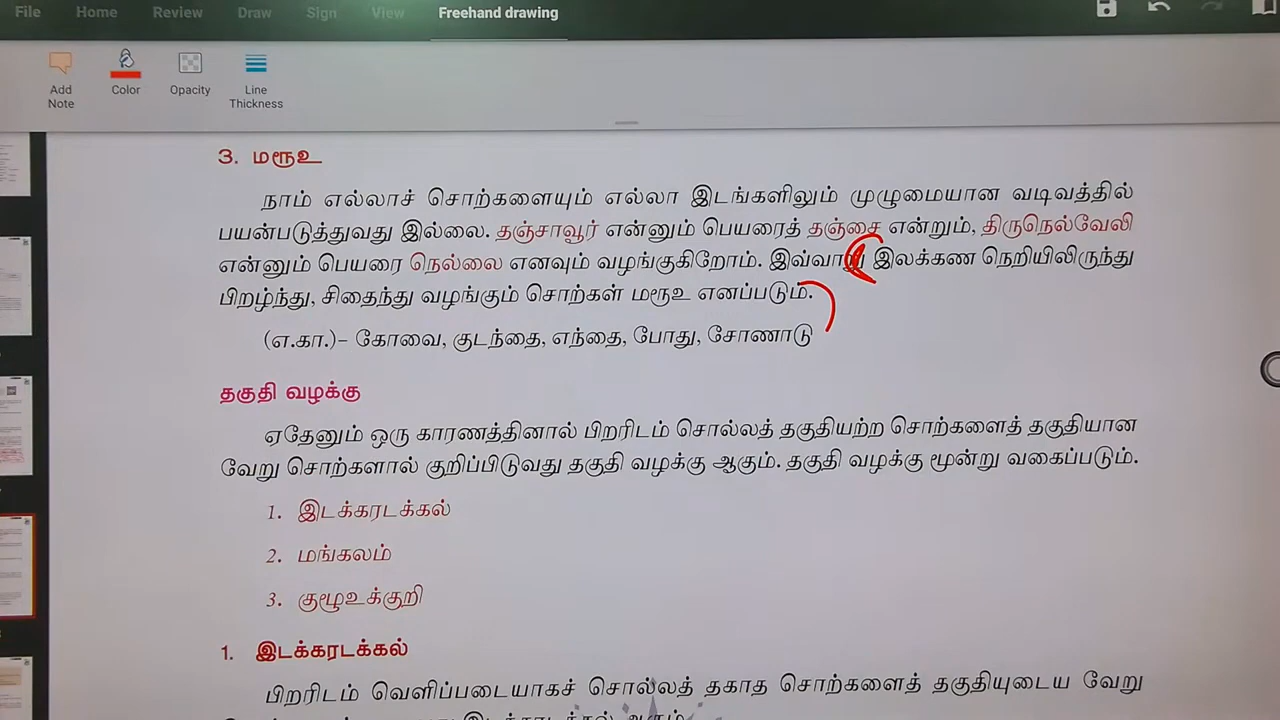 File Home Review Draw Sign View Freehand drawing
Add Note Color Opacity Line Thickness
3. மரூஉ
நாம் எல்லாச் சொற்களையும் எல்லா இடங்களிலும் முழுமையான வடிவத்தில்
பயன்படுத்துவது இல்லை. தஞ்சாவூர் என்னும் பெயரைத் தஞ்சை என்றும், திருநெல்வேலி
என்னும் பெயரை நெல்லை எனவும் வழங்குகிறோம். இவ்வாறு இலக்கண நெறியிலிருந்து
பிறழ்ந்து, சிதைந்து வழங்கும் சொற்கள் மரூஉ எனப்படும்.
(எ.கா.)– கோவை, குடந்தை, எந்தை, போது, சோணாடு
தகுதி வழக்கு
ஏதேனும் ஒரு காரணத்தினால் பிறரிடம் சொல்லத் தகுதியற்ற சொற்களைத் தகுதியான
வேறு சொற்களால் குறிப்பிடுவது தகுதி வழக்கு ஆகும். தகுதி வழக்கு மூன்று வகைப்படும்.
1. இடக்கரடக்கல்
2. மங்கலம்
3. குழூஉக்குறி
1. இடக்கரடக்கல்
பிறரிடம் வெளிப்படையாகச் சொல்லத் தகாத சொற்களைத் தகுதியுடைய வேறு
இடக்கரடக்கல் ஆகும்.